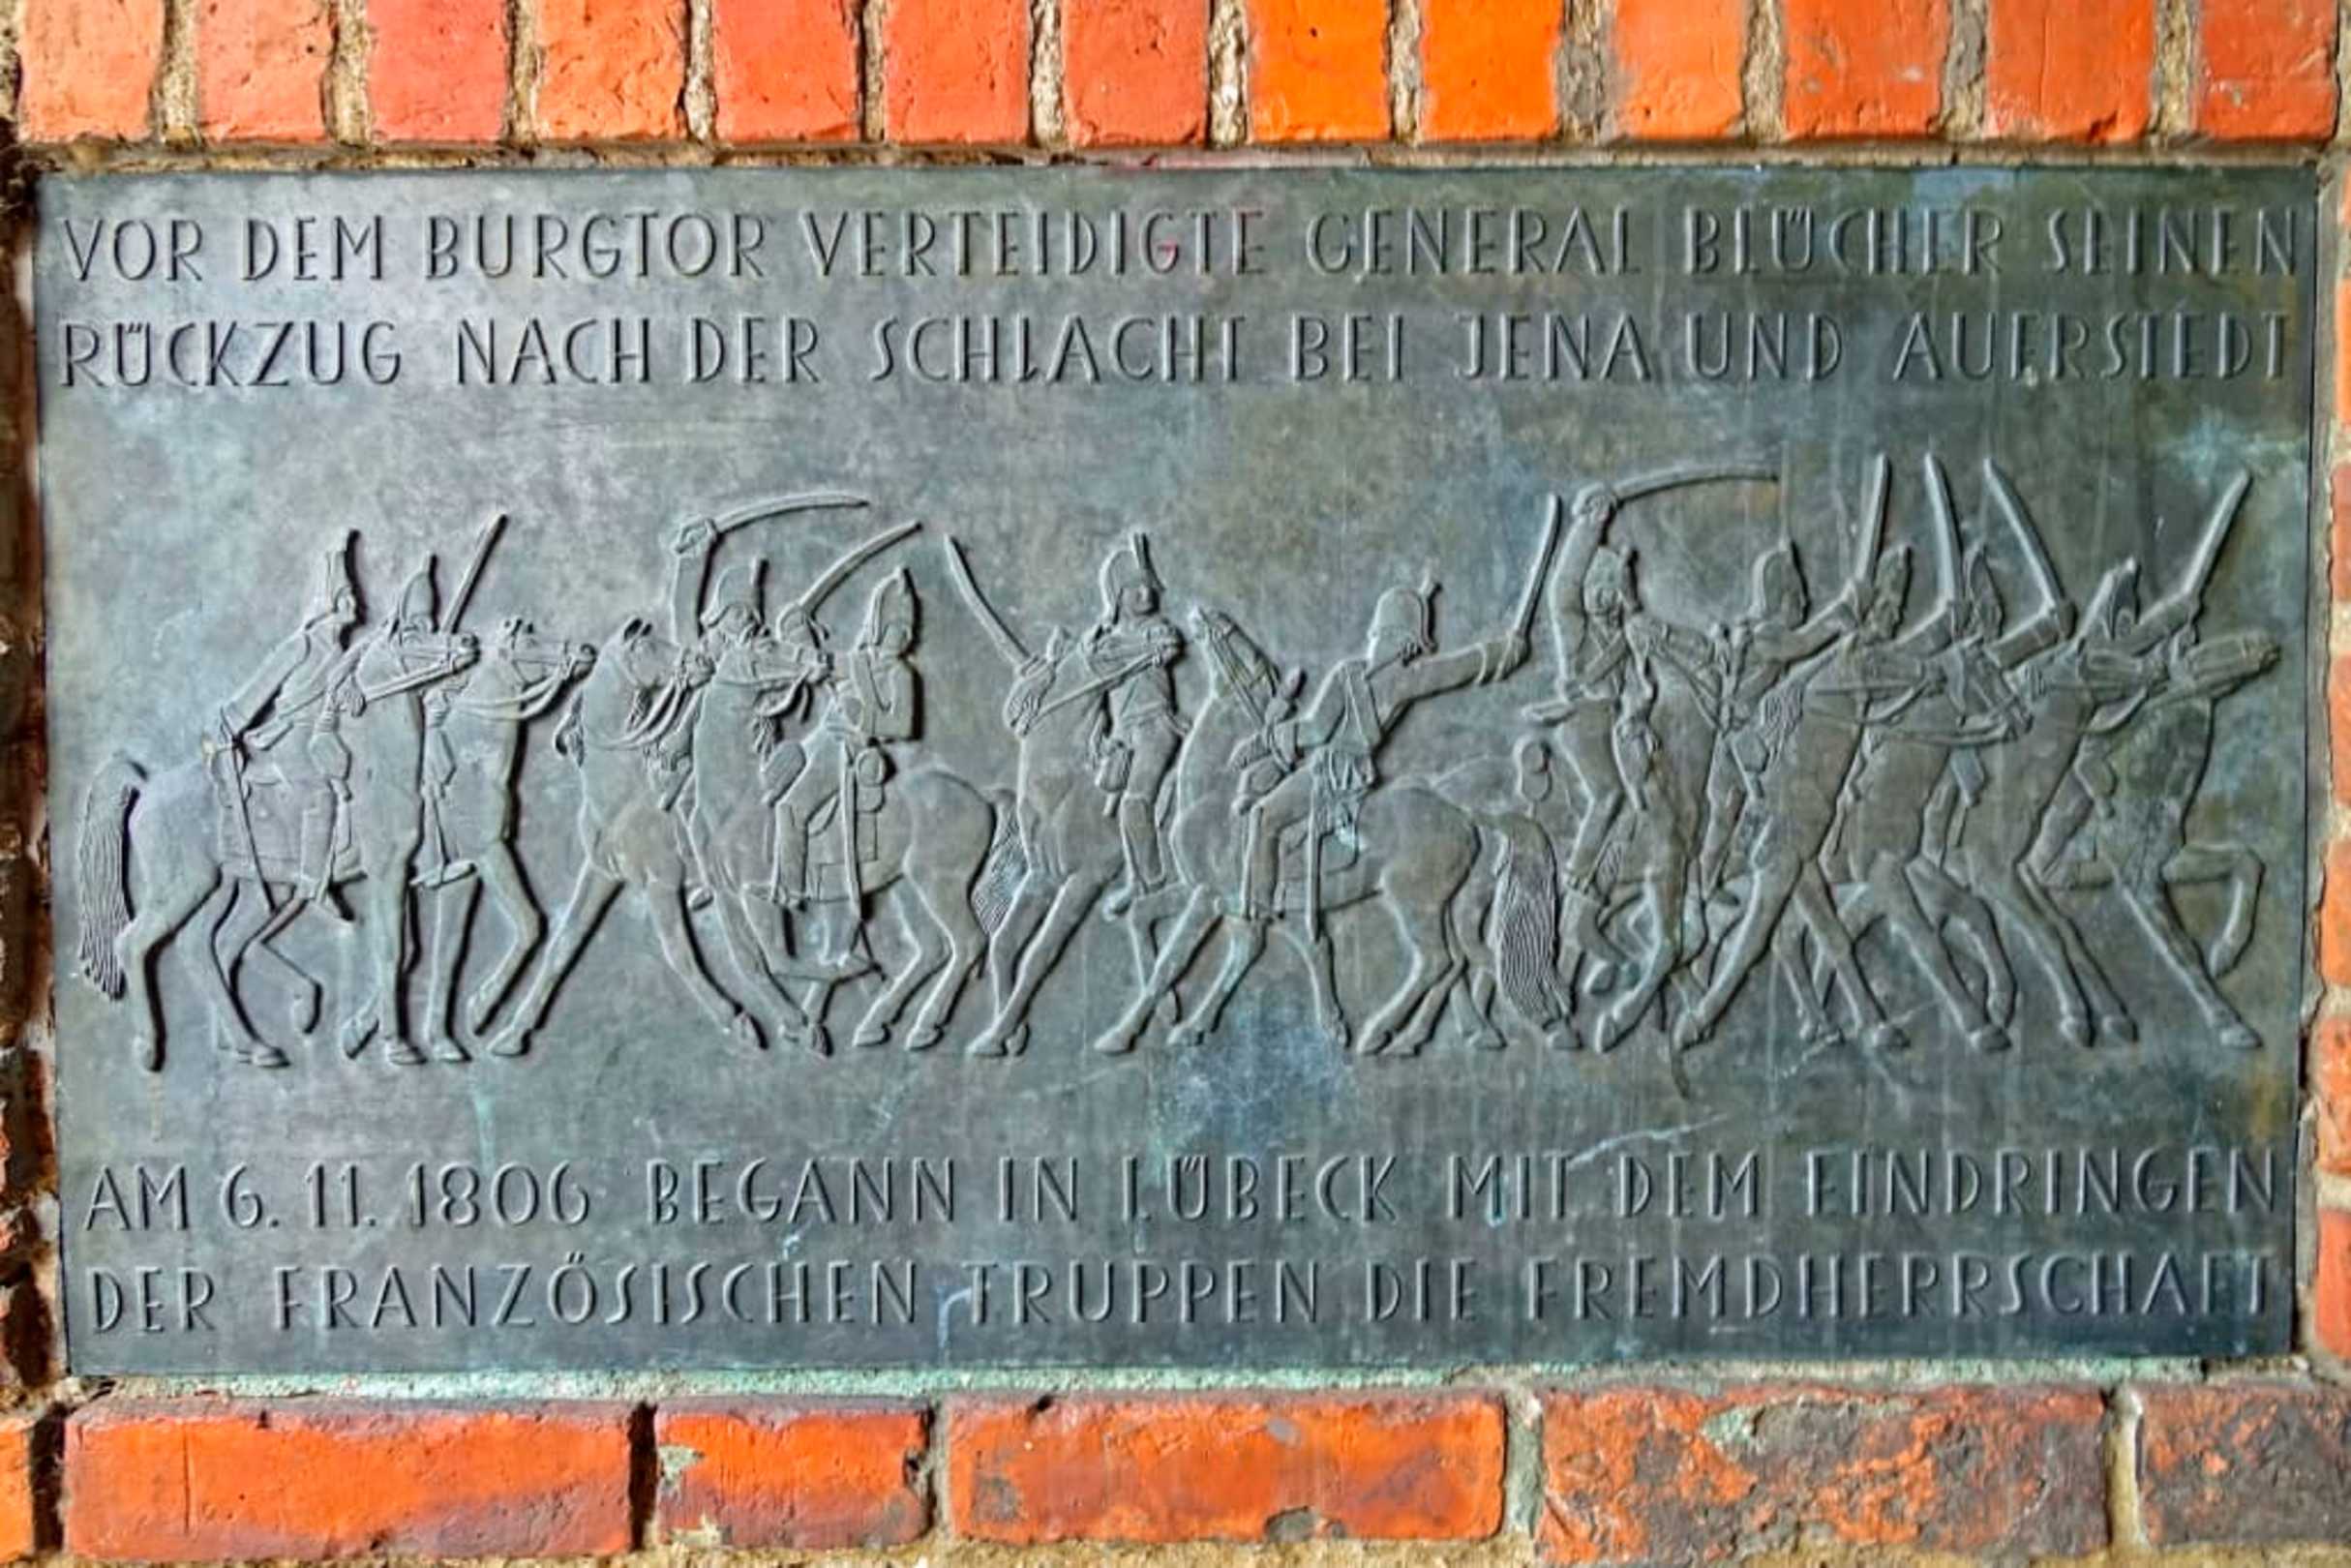 VOR DEM BURGTOR VERTEIDIGTE GENERAL BLÜCHER SEINEN
RÜCKZUG NACH DER SCHLACHT BEI JENA UND AUERSTEDT
AM 6. 11. 1806 BEGANN IN LÜBECK MIT DEM EINDRINGEN
DER FRANZÖSISCHEN TRUPPEN DIE FREMDHERRSCHAFT